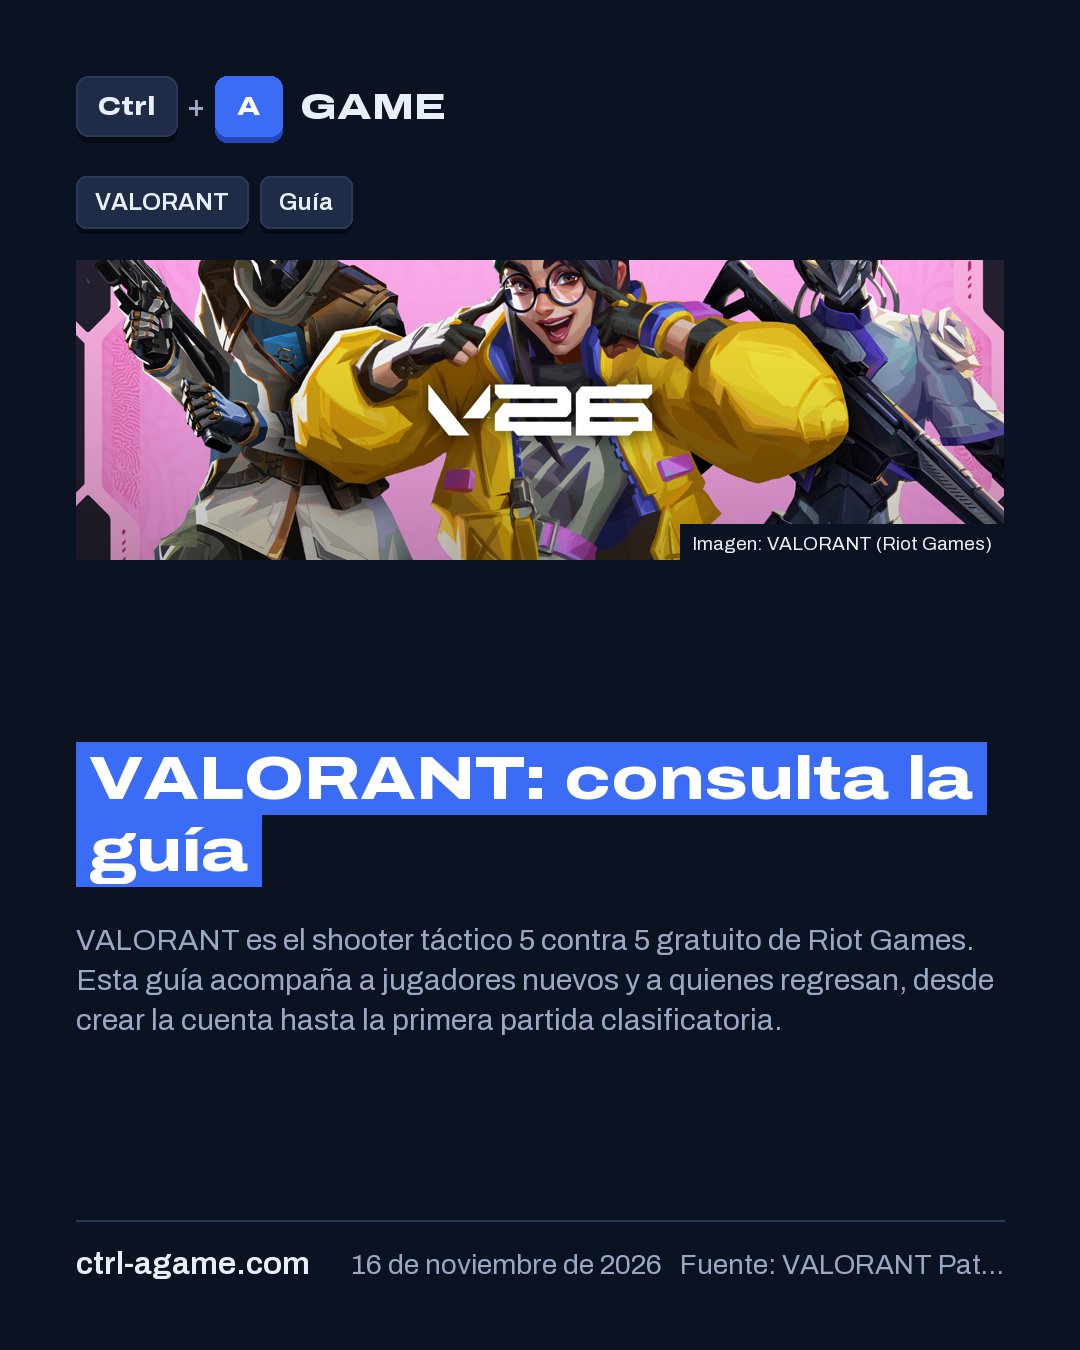 Ctrl + A GAME
VALORANT Guía
V26
Imagen: VALORANT (Riot Games)
VALORANT: consulta la
guía
VALORANT es el shooter táctico 5 contra 5 gratuito de Riot Games.
Esta guía acompaña a jugadores nuevos y a quienes regresan, desde
crear la cuenta hasta la primera partida clasificatoria.
ctrl-agame.com 16 de noviembre de 2026 Fuente: VALORANT Pat...